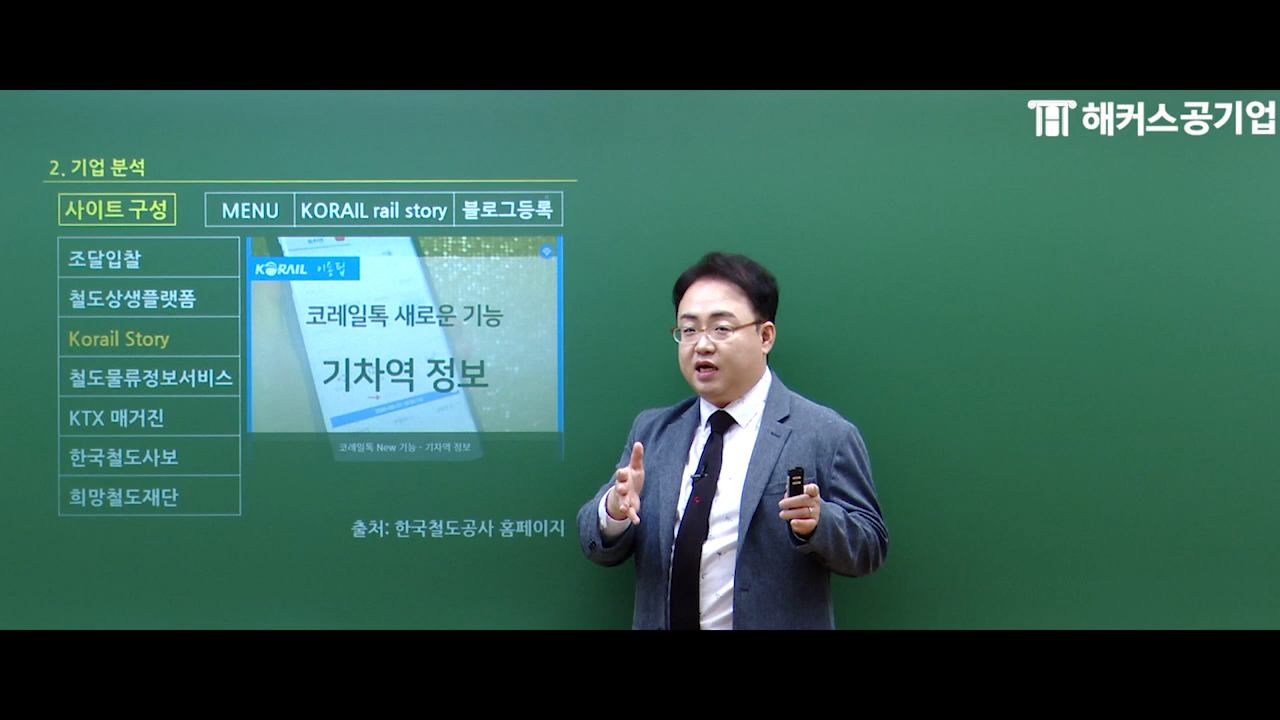 해커스공기업
2. 기업 분석
사이트 구성
MENU KORAIL rail story 블로그등록
조달입찰
철도상생플랫폼
Korail Story
철도물류정보서비스
KTX 매거진
한국철도사보
희망철도재단
KORAIL 이용팁
코레일톡 새로운 기능
기차역 정보
코레일톡 New 기능 - 기차역 정보
출처: 한국철도공사 홈페이지